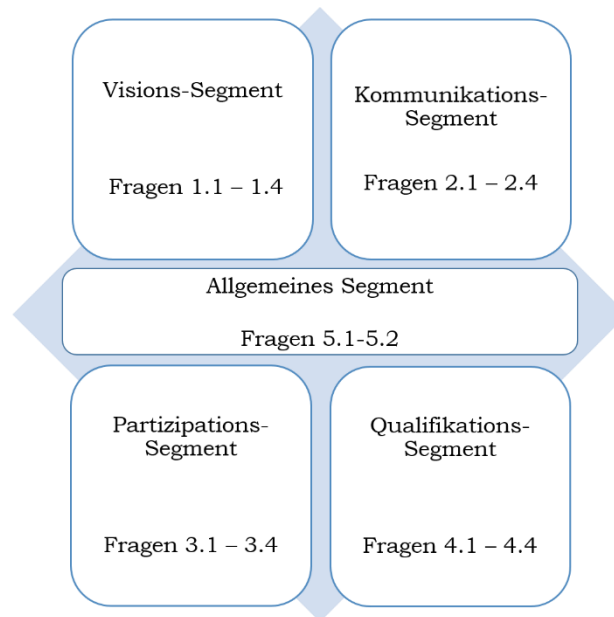 Visions-Segment
Fragen 1.1 – 1.4
Kommunikations-
Segment
Fragen 2.1 – 2.4
Allgemeines Segment
Fragen 5.1-5.2
Partizipations-
Segment
Fragen 3.1 – 3.4
Qualifikations-
Segment
Fragen 4.1 – 4.4